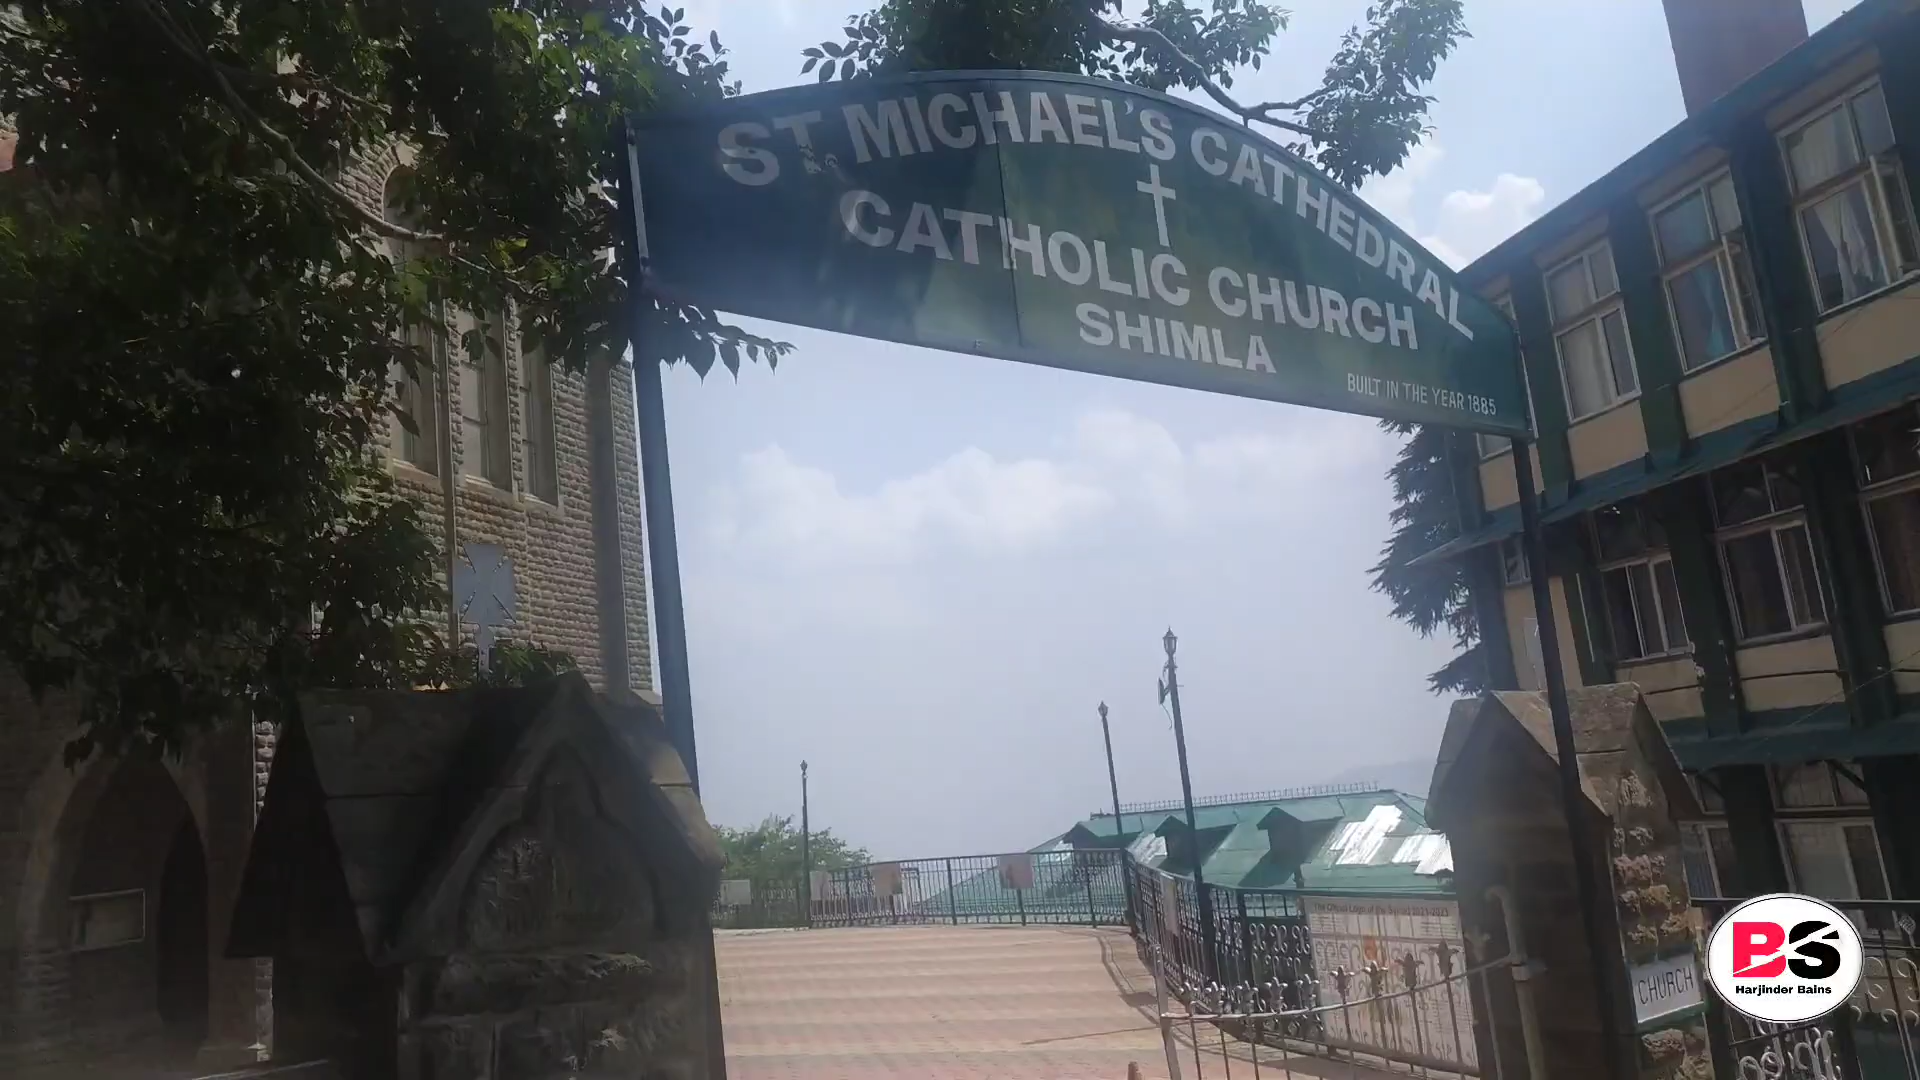 ST. MICHAEL'S CATHEDRAL
CATHOLIC CHURCH
SHIMLA
BUILT IN THE YEAR 1885
CHURCH
BS
Harjinder Bains